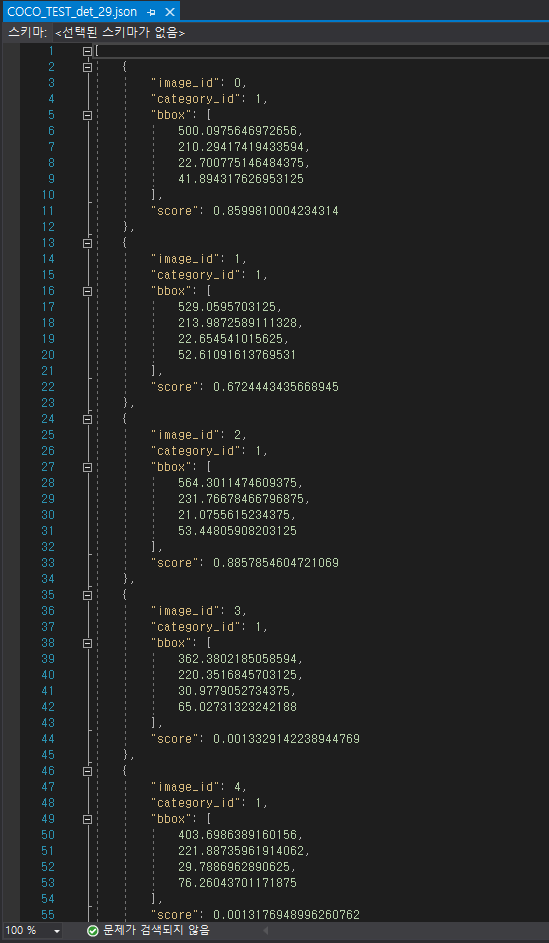 COCO_TEST_det_29.json
스키마: <선택된 스키마가 없음>
1 [
2 {
3 "image_id": 0,
4 "category_id": 1,
5 "bbox": [
6 500.0975646972656,
7 210.29417419433594,
8 22.700775146484375,
9 41.894317626953125
10 ],
11 "score": 0.8599810004234314
12 },
13 {
14 "image_id": 1,
15 "category_id": 1,
16 "bbox": [
17 529.0595703125,
18 213.9872589111328,
19 22.654541015625,
20 52.61091613769531
21 ],
22 "score": 0.6724443435668945
23 },
24 {
25 "image_id": 2,
26 "category_id": 1,
27 "bbox": [
28 564.3011474609375,
29 231.76678466796875,
30 21.0755615234375,
31 53.44805908203125
32 ],
33 "score": 0.8857854604721069
34 },
35 {
36 "image_id": 3,
37 "category_id": 1,
38 "bbox": [
39 362.3802185058594,
40 220.3516845703125,
41 30.9779052734375,
42 65.02731323242188
43 ],
44 "score": 0.0013329142238944769
45 },
46 {
47 "image_id": 4,
48 "category_id": 1,
49 "bbox": [
50 403.6986389160156,
51 221.88735961914062,
52 29.7886962890625,
53 76.26043701171875
54 ],
55 "score": 0.0013176948996260762
100 % 문제가 검색되지 않음